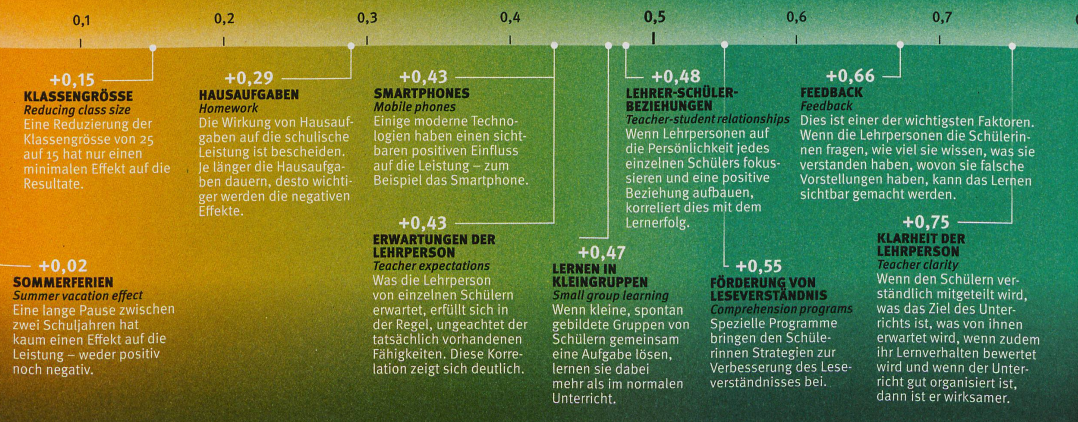 0,1 0,2 0,3 0,4 0,5 0,6 0,7
+0,15
KLASSENGRÖSSE
Reducing class size
Eine Reduzierung der
Klassengrösse von 25
auf 15 hat nur einen
minimalen Effekt auf die
Resultate.
+0,29
HAUSAUFGABEN
Homework
Die Wirkung von Hausauf-
gaben auf die schulische
Leistung ist bescheiden.
Je länger die Hausaufga-
ben dauern, desto wichti-
ger werden die negativen
Effekte.
+0,43
SMARTPHONES
Mobile phones
Einige moderne Techno-
logien haben einen sicht-
baren positiven Einfluss
auf die Leistung – zum
Beispiel das Smartphone.
+0,48
LEHRER-SCHÜLER-
BEZIEHUNGEN
Teacher-student relationships
Wenn Lehrpersonen auf
die Persönlichkeit jedes
einzelnen Schülers fokus-
sieren und eine positive
Beziehung aufbauen,
korreliert dies mit dem
Lernerfolg.
+0,66
FEEDBACK
Feedback
Dies ist einer der wichtigsten Faktoren.
Wenn die Lehrpersonen die Schülerin-
nen fragen, wie viel sie wissen, was sie
verstanden haben, wovon sie falsche
Vorstellungen haben, kann das Lernen
sichtbar gemacht werden.
+0,02
SOMMERFERIEN
Summer vacation effect
Eine lange Pause zwischen
zwei Schuljahren hat
kaum einen Effekt auf die
Leistung – weder positiv
noch negativ.
+0,43
ERWARTUNGEN DER
LEHRPERSON
Teacher expectations
Was die Lehrperson
von einzelnen Schülern
erwartet, erfüllt sich in
der Regel, ungeachtet der
tatsächlich vorhandenen
Fähigkeiten. Diese Korre-
lation zeigt sich deutlich.
+0,47
LERNEN IN
KLEINGRUPPEN
Small group learning
Wenn kleine, spontan
gebildete Gruppen von
Schülern gemeinsam
eine Aufgabe lösen,
lernen sie dabei
mehr als im normalen
Unterricht.
+0,55
FÖRDERUNG VON
LESEVERSTÄNDNIS
Comprehension programs
Spezielle Programme
bringen den Schüle-
rinnen Strategien zur
Verbesserung des Lese-
verständnisses bei.
+0,75
KLARHEIT DER
LEHRPERSON
Teacher clarity
Wenn den Schülern ver-
ständlich mitgeteilt wird,
was das Ziel des Unter-
richts ist, was von ihnen
erwartet wird, wenn zudem
ihr Lernverhalten bewertet
wird und wenn der Unter-
richt gut organisiert ist,
dann ist er wirksamer.